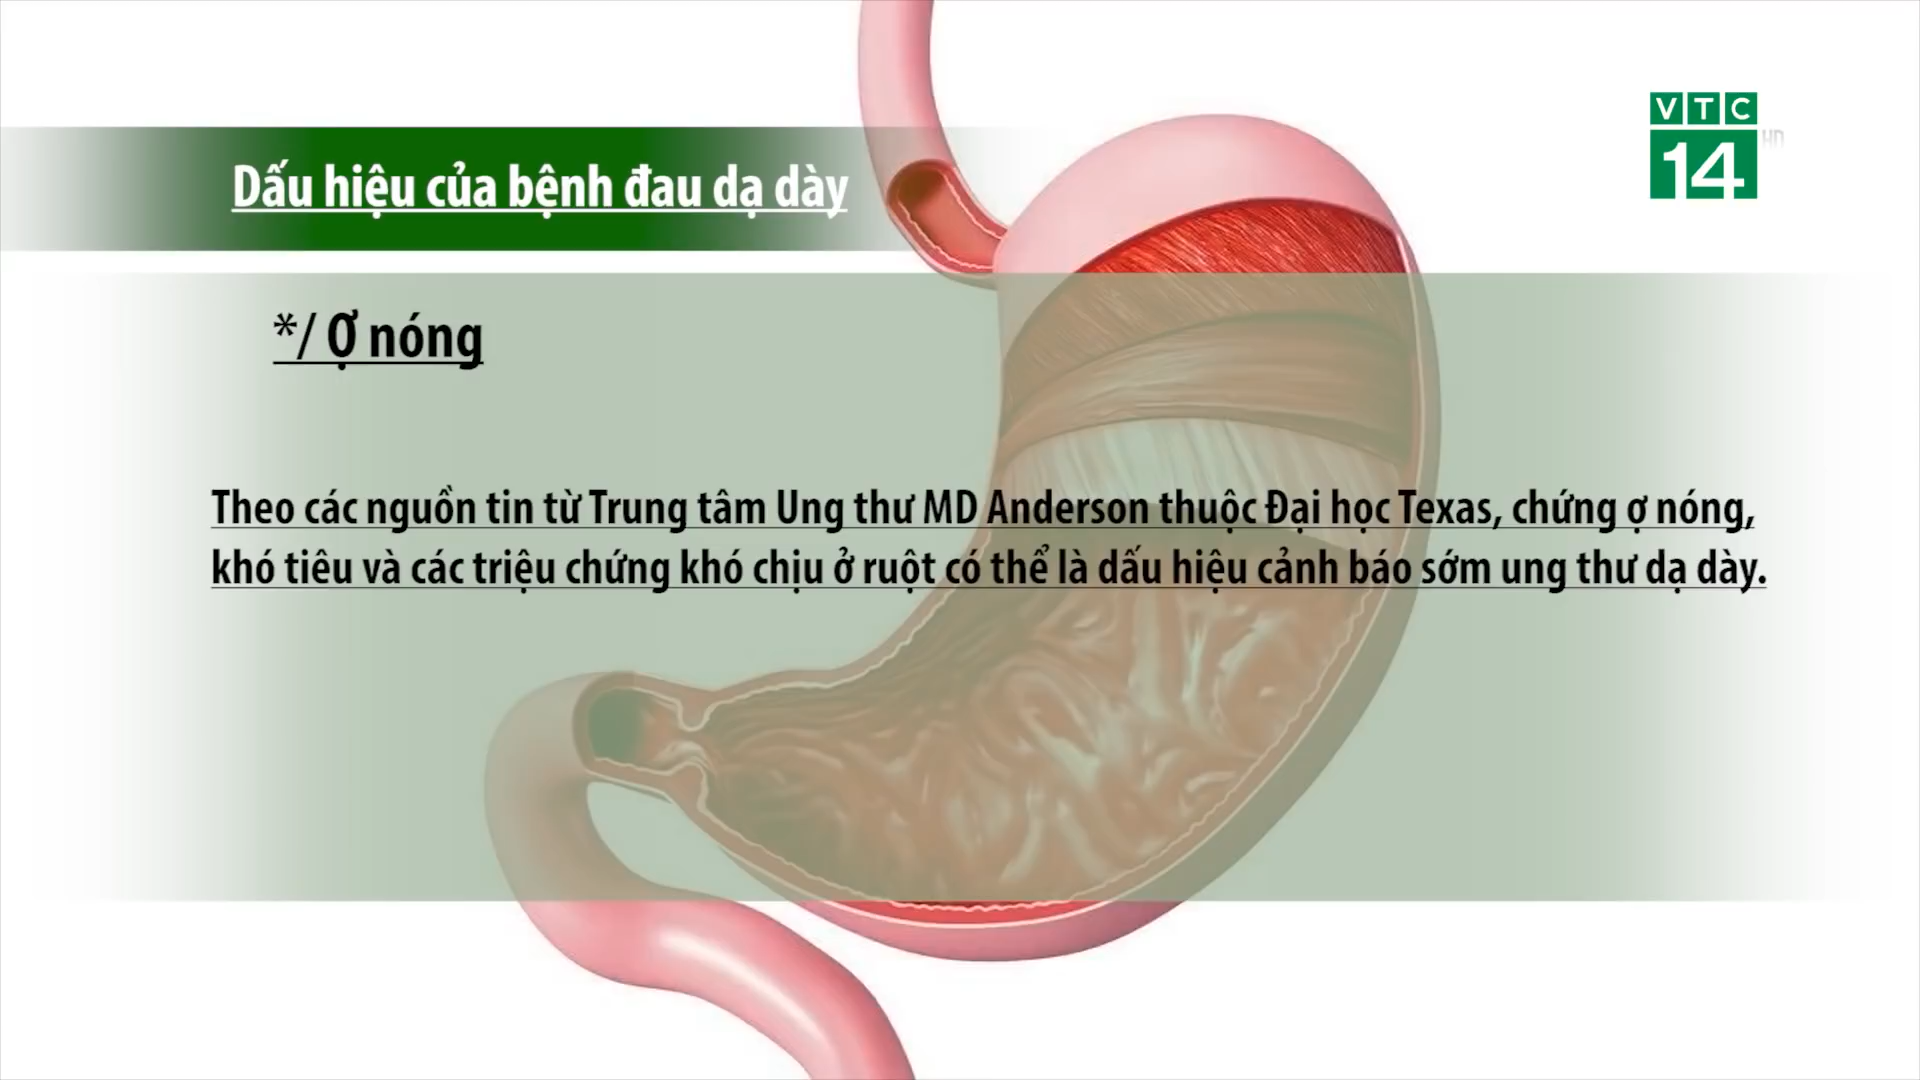 VTC
14
HD
Dấu hiệu của bệnh đau dạ dày
*/ Ợ nóng
Theo các nguồn tin từ Trung tâm Ung thư MD Anderson thuộc Đại học Texas, chứng ợ nóng,
khó tiêu và các triệu chứng khó chịu ở ruột có thể là dấu hiệu cảnh báo sớm ung thư dạ dày.